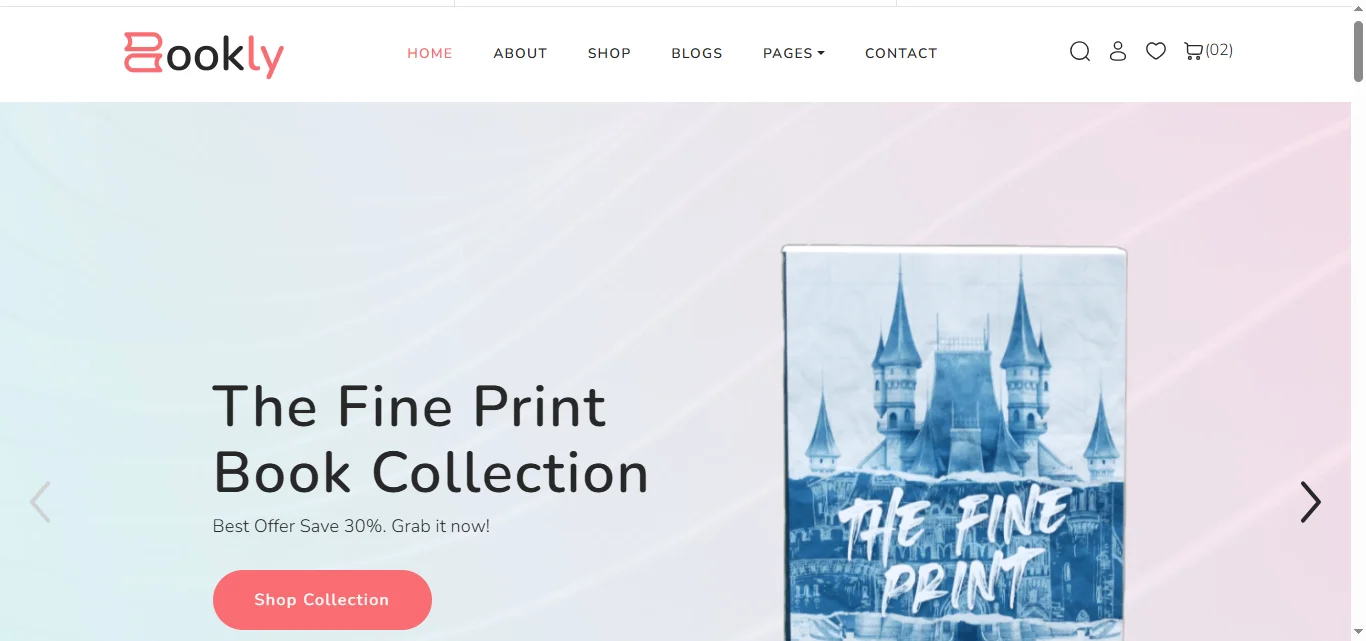 Bookly
HOME
ABOUT
SHOP
BLOGS
PAGES
CONTACT
(02)
The Fine Print
Book Collection
Best Offer Save 30%. Grab it now!
Shop Collection
THE FINE
PRINT